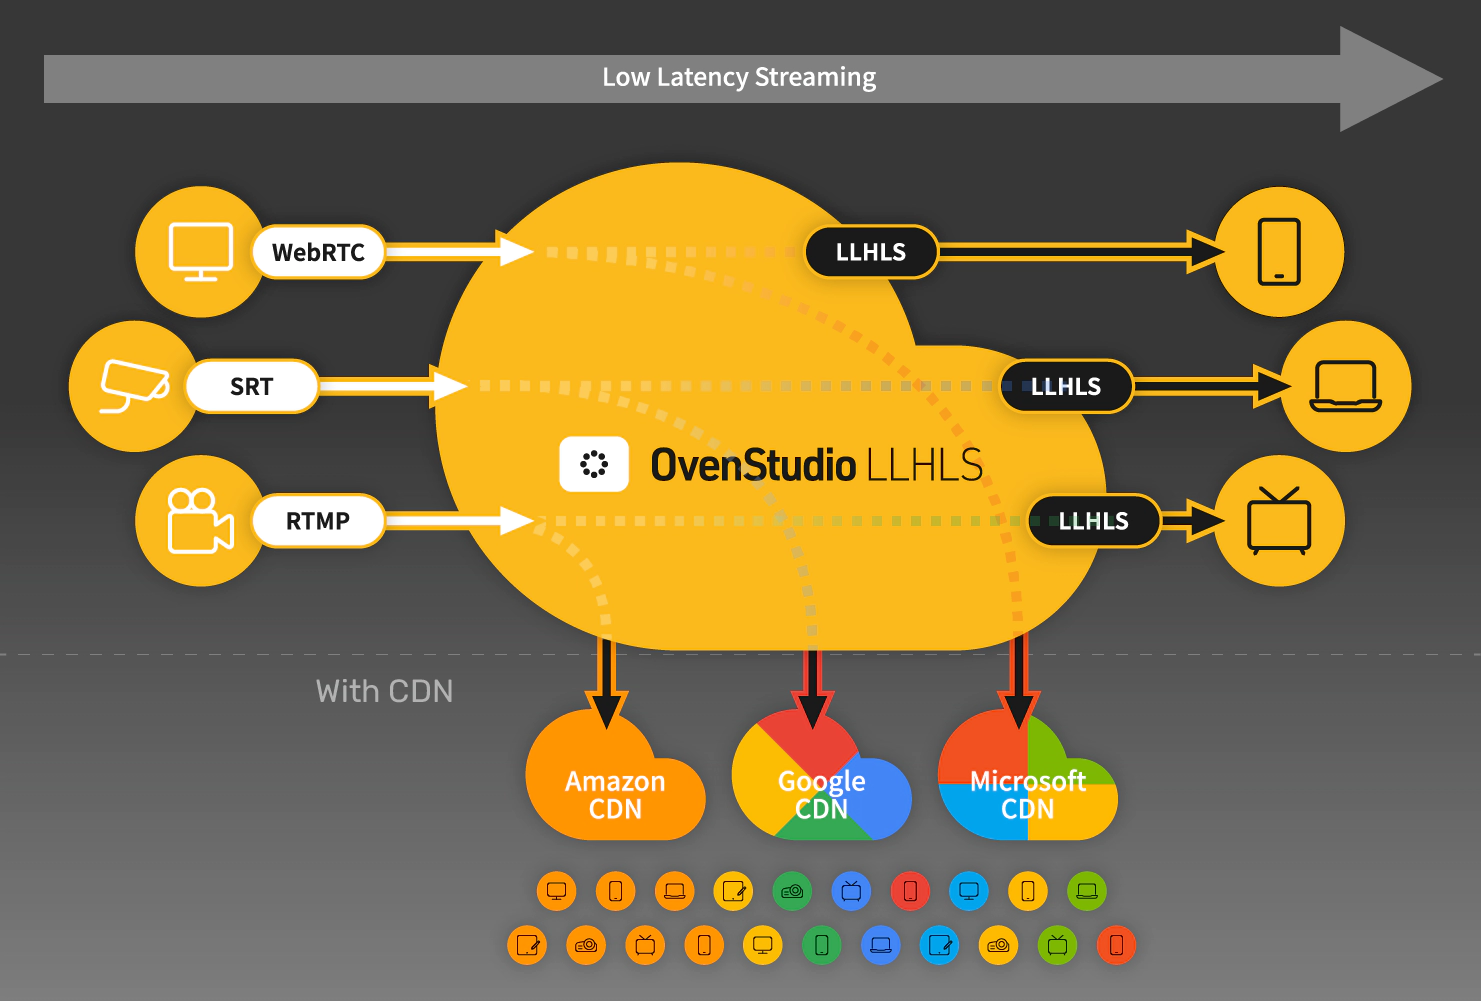 Low Latency Streaming
WebRTC
LLHLS
SRT
LLHLS
OvenStudio LLHLS
RTMP
LLHLS
With CDN
Amazon
CDN
Google
CDN
Microsoft
CDN